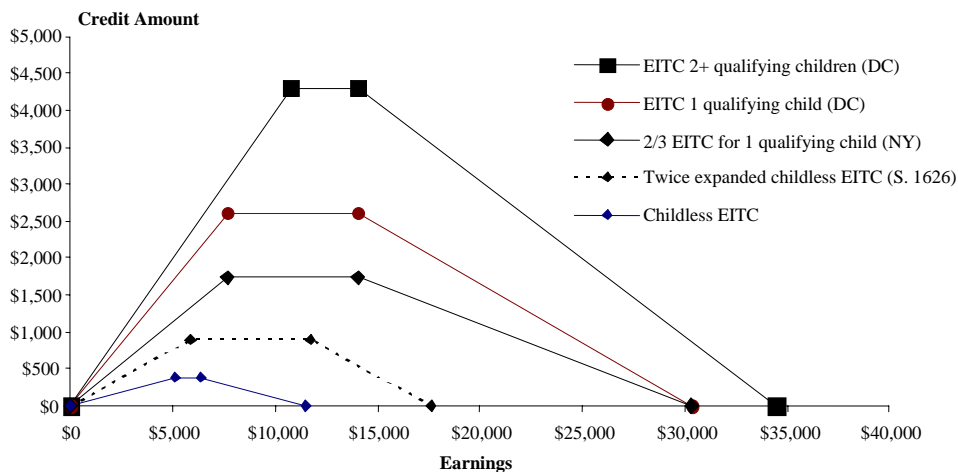 Credit Amount
$5,000
$4,500
$4,000
$3,500
$3,000
$2,500
$2,000
$1,500
$1,000
$500
$0
EITC 2+ qualifying children (DC)
EITC 1 qualifying child (DC)
2/3 EITC for 1 qualifying child (NY)
Twice expanded childless EITC (S. 1626)
Childless EITC
$0 $5,000 $10,000 $15,000 $20,000 $25,000 $30,000 $35,000 $40,000
Earnings